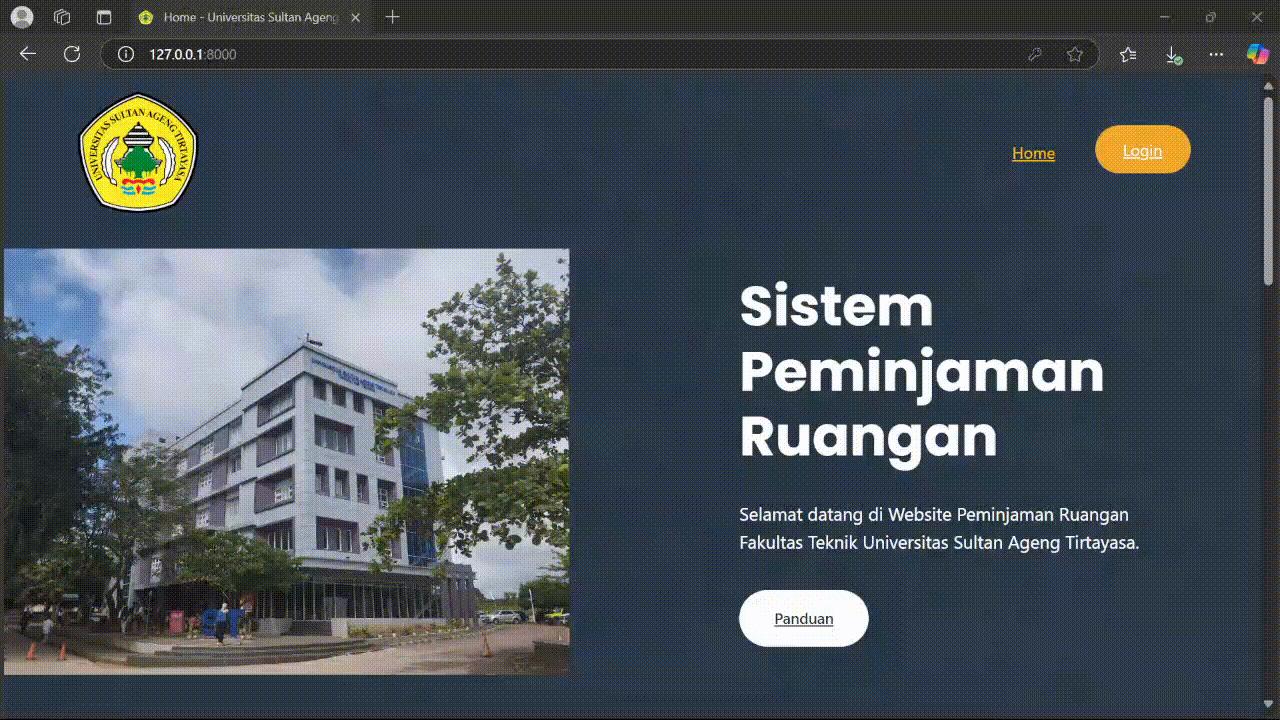 Home - Universitas Sultan Ageng
127.0.0.1:8000
UNIVERSITAS SULTAN AGENG TIRTAYASA
Home
Login
Sistem
Peminjaman
Ruangan
Selamat datang di Website Peminjaman Ruangan
Fakultas Teknik Universitas Sultan Ageng Tirtayasa.
Panduan